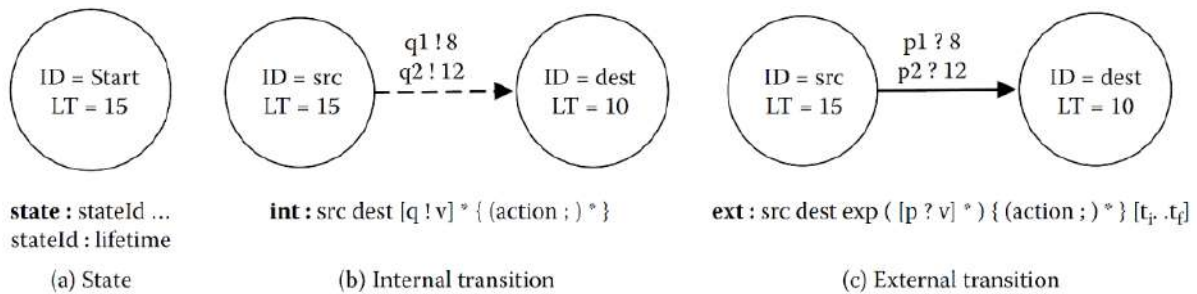 ID = Start
LT = 15
ID = src
LT = 15
q1 ! 8
q2 ! 12
ID = dest
LT = 10
ID = src
LT = 15
p1 ? 8
p2 ? 12
ID = dest
LT = 10
state : stateId ...
stateId : lifetime
int : src dest [q ! v] * { (action ; ) * }
ext : src dest exp ( [p ? v] * ) { (action ; ) * } [ti. .tf]
(a) State
(b) Internal transition
(c) External transition